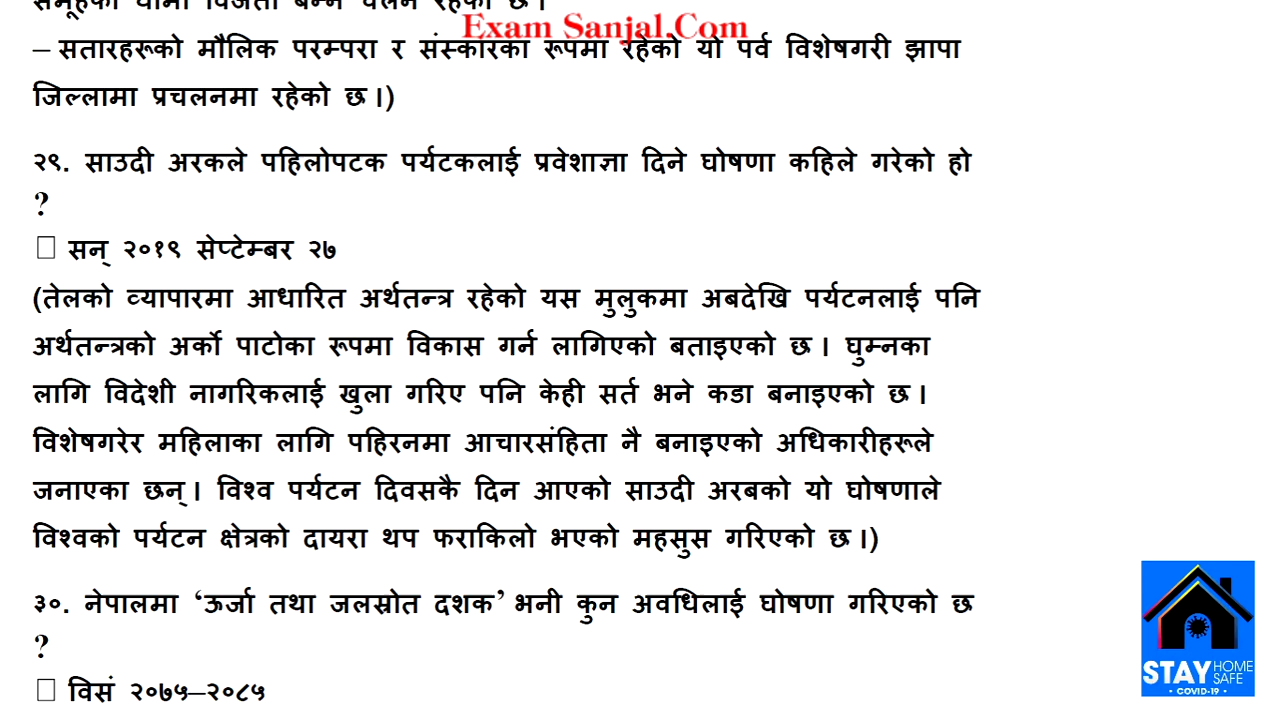 समूहका घामा विजेता बन्ने चलन रहेको छ ।
Exam Sanjal.Com
– सतारहरूको मौलिक परम्परा र संस्कारका रूपमा रहेको यो पर्व विशेषगरी झापा
जिल्लामा प्रचलनमा रहेको छ ।)
२९. साउदी अरकले पहिलोपटक पर्यटकलाई प्रवेशाज्ञा दिने घोषणा कहिले गरेको हो
?
□ सन् २०१९ सेप्टेम्बर २७
(तेलको व्यापारमा आधारित अर्थतन्त्र रहेको यस मुलुकमा अबदेखि पर्यटनलाई पनि
अर्थतन्त्रको अर्को पाटोका रूपमा विकास गर्न लागिएको बताइएको छ । घुम्नका
लागि विदेशी नागरिकलाई खुला गरिए पनि केही सर्त भने कडा बनाइएको छ ।
विशेषगरेर महिलाका लागि पहिरनमा आचारसंहिता नै बनाइएको अधिकारीहरूले
जनाएका छन् । विश्व पर्यटन दिवसकै दिन आएको साउदी अरबको यो घोषणाले
विश्वको पर्यटन क्षेत्रको दायरा थप फराकिलो भएको महसुस गरिएको छ ।)
३०. नेपालमा ‘ऊर्जा तथा जलस्रोत दशक’ भनी कुन अवधिलाई घोषणा गरिएको छ
?
□ विसं २०७५–२०८५
STAY HOME SAFE
• COVID-19 •